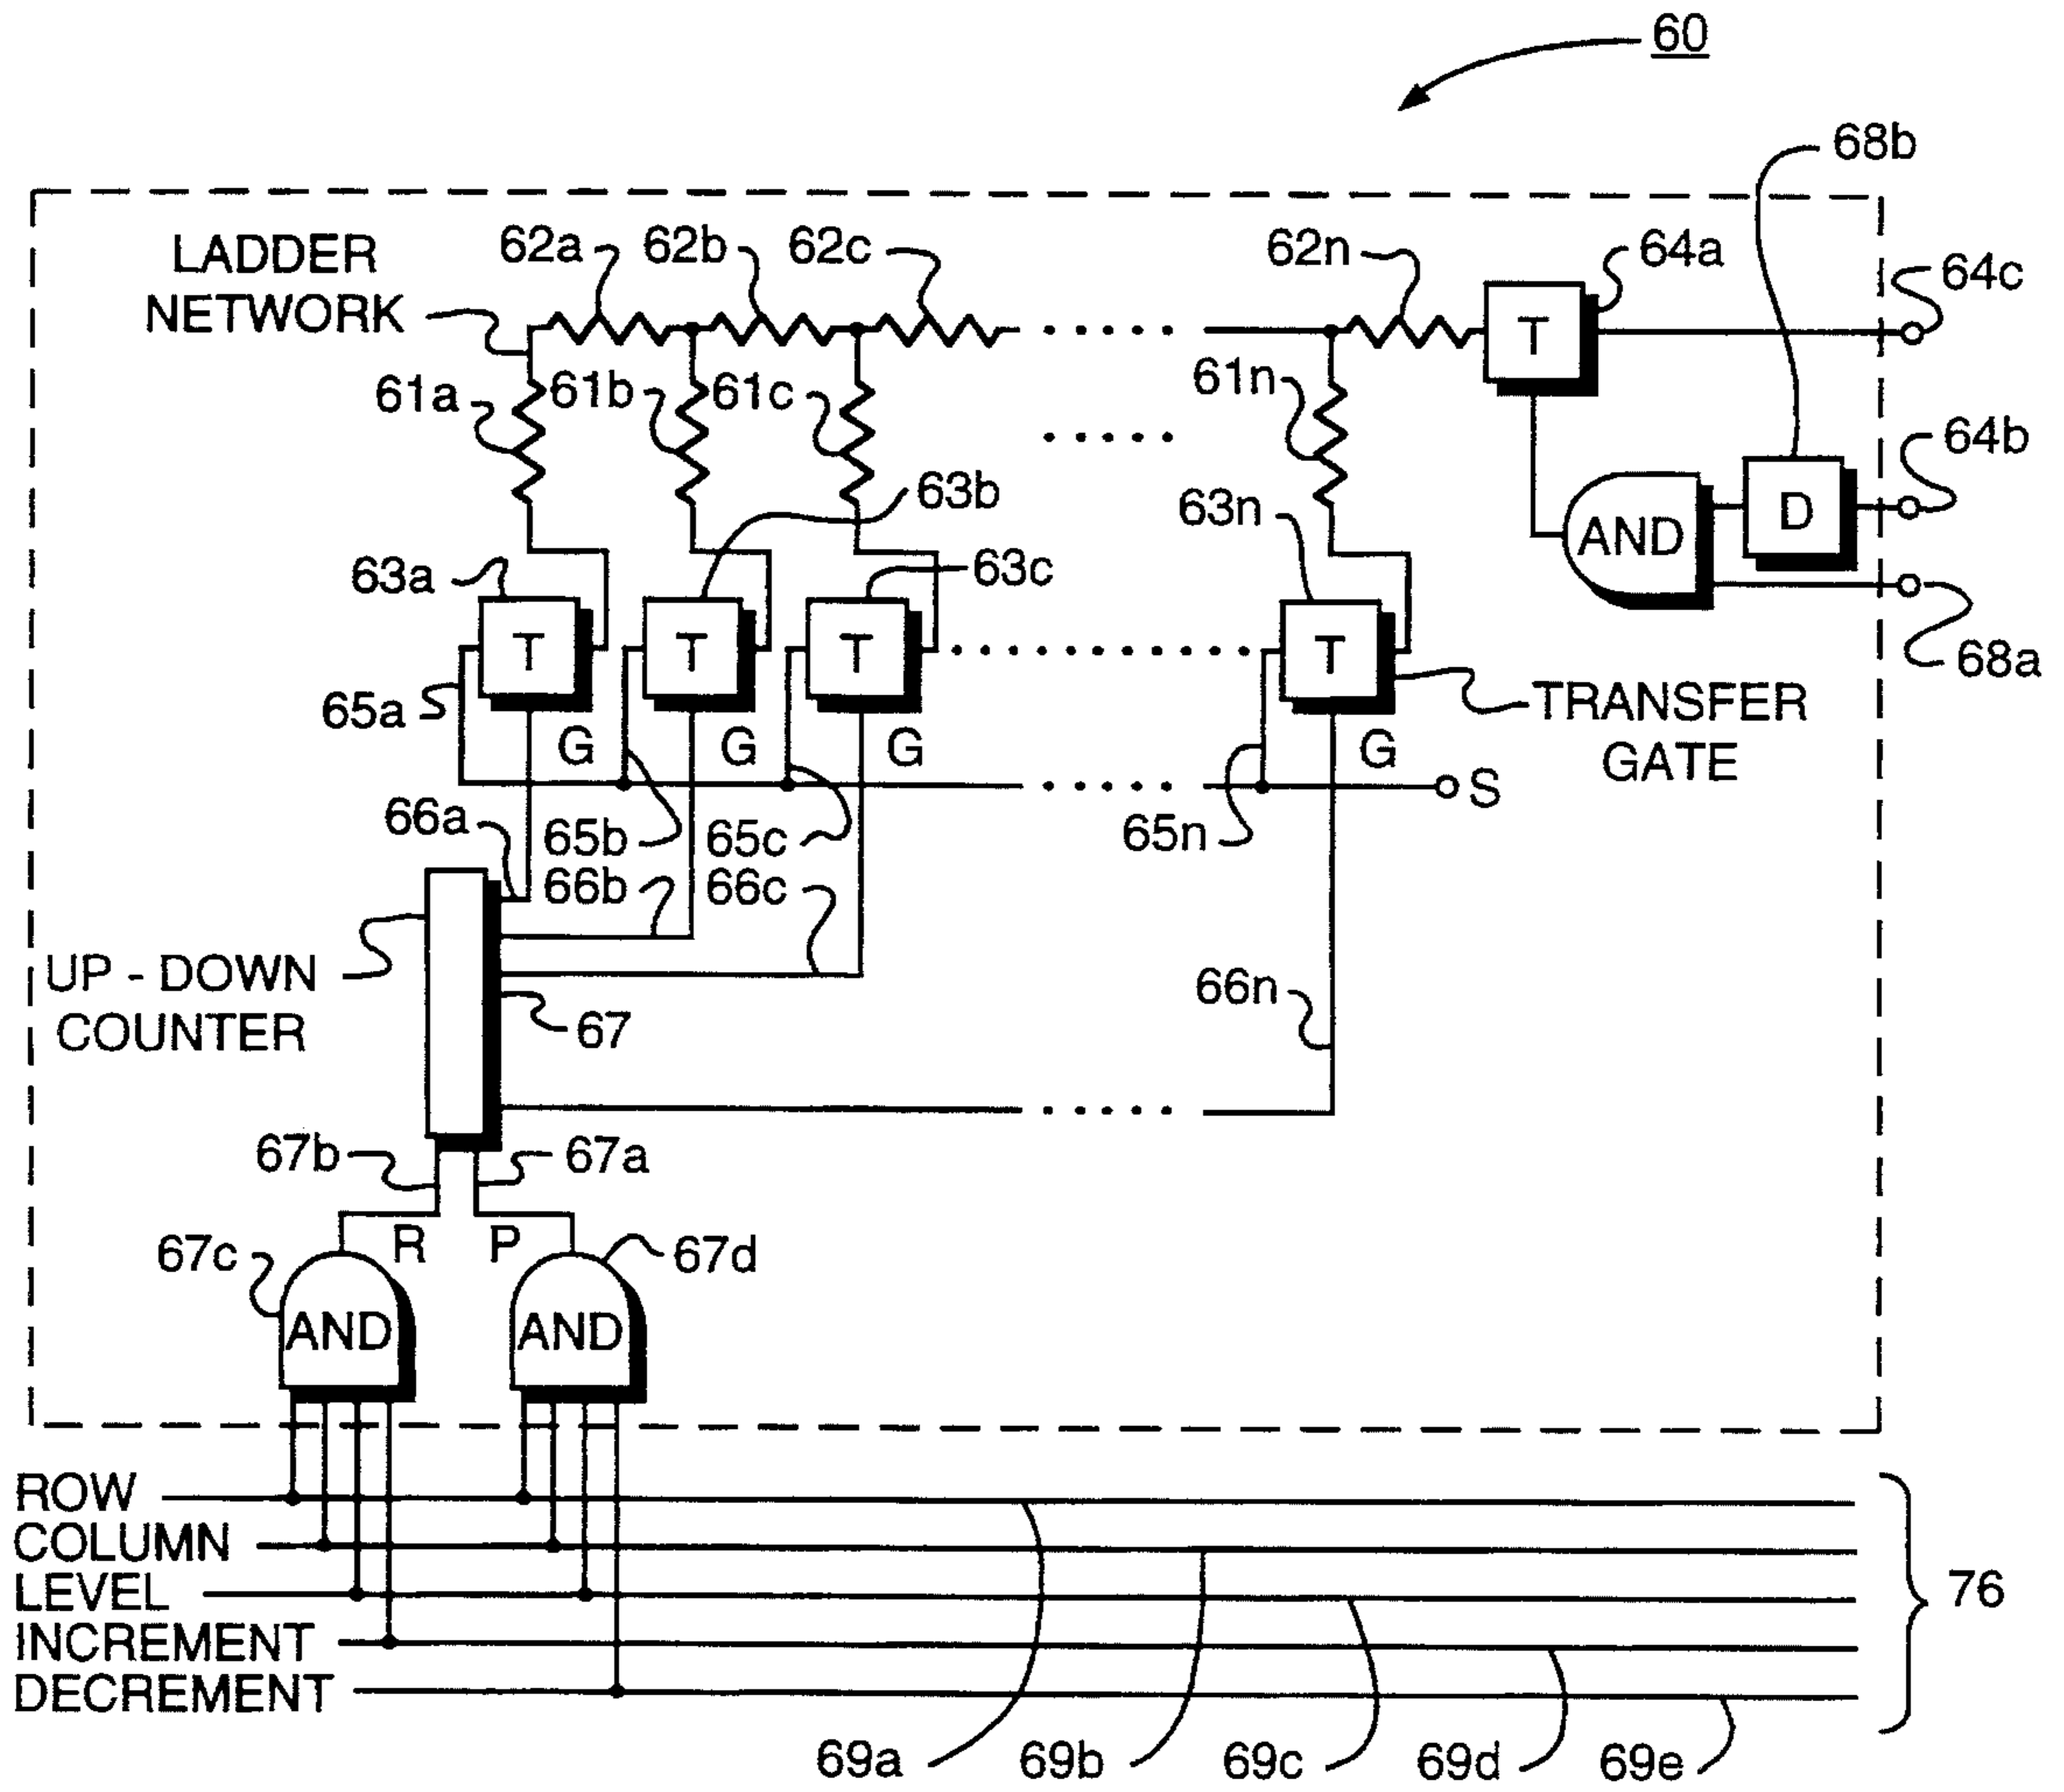 60
68b
LADDER
NETWORK
62a
62b
62c
62n
64a
64c
T
61a
61b
61c
61n
64b
63b
63n
AND
D
63a
63c
T
T
T
T
68a
65a
G
G
G
G
TRANSFER
GATE
S
66a
65b
65c
65n
66b
66c
UP - DOWN
COUNTER
67
66n
67b
67a
R
P
67c
67d
AND
AND
ROW
COLUMN
LEVEL
INCREMENT
DECREMENT
76
69a
69b
69c
69d
69e